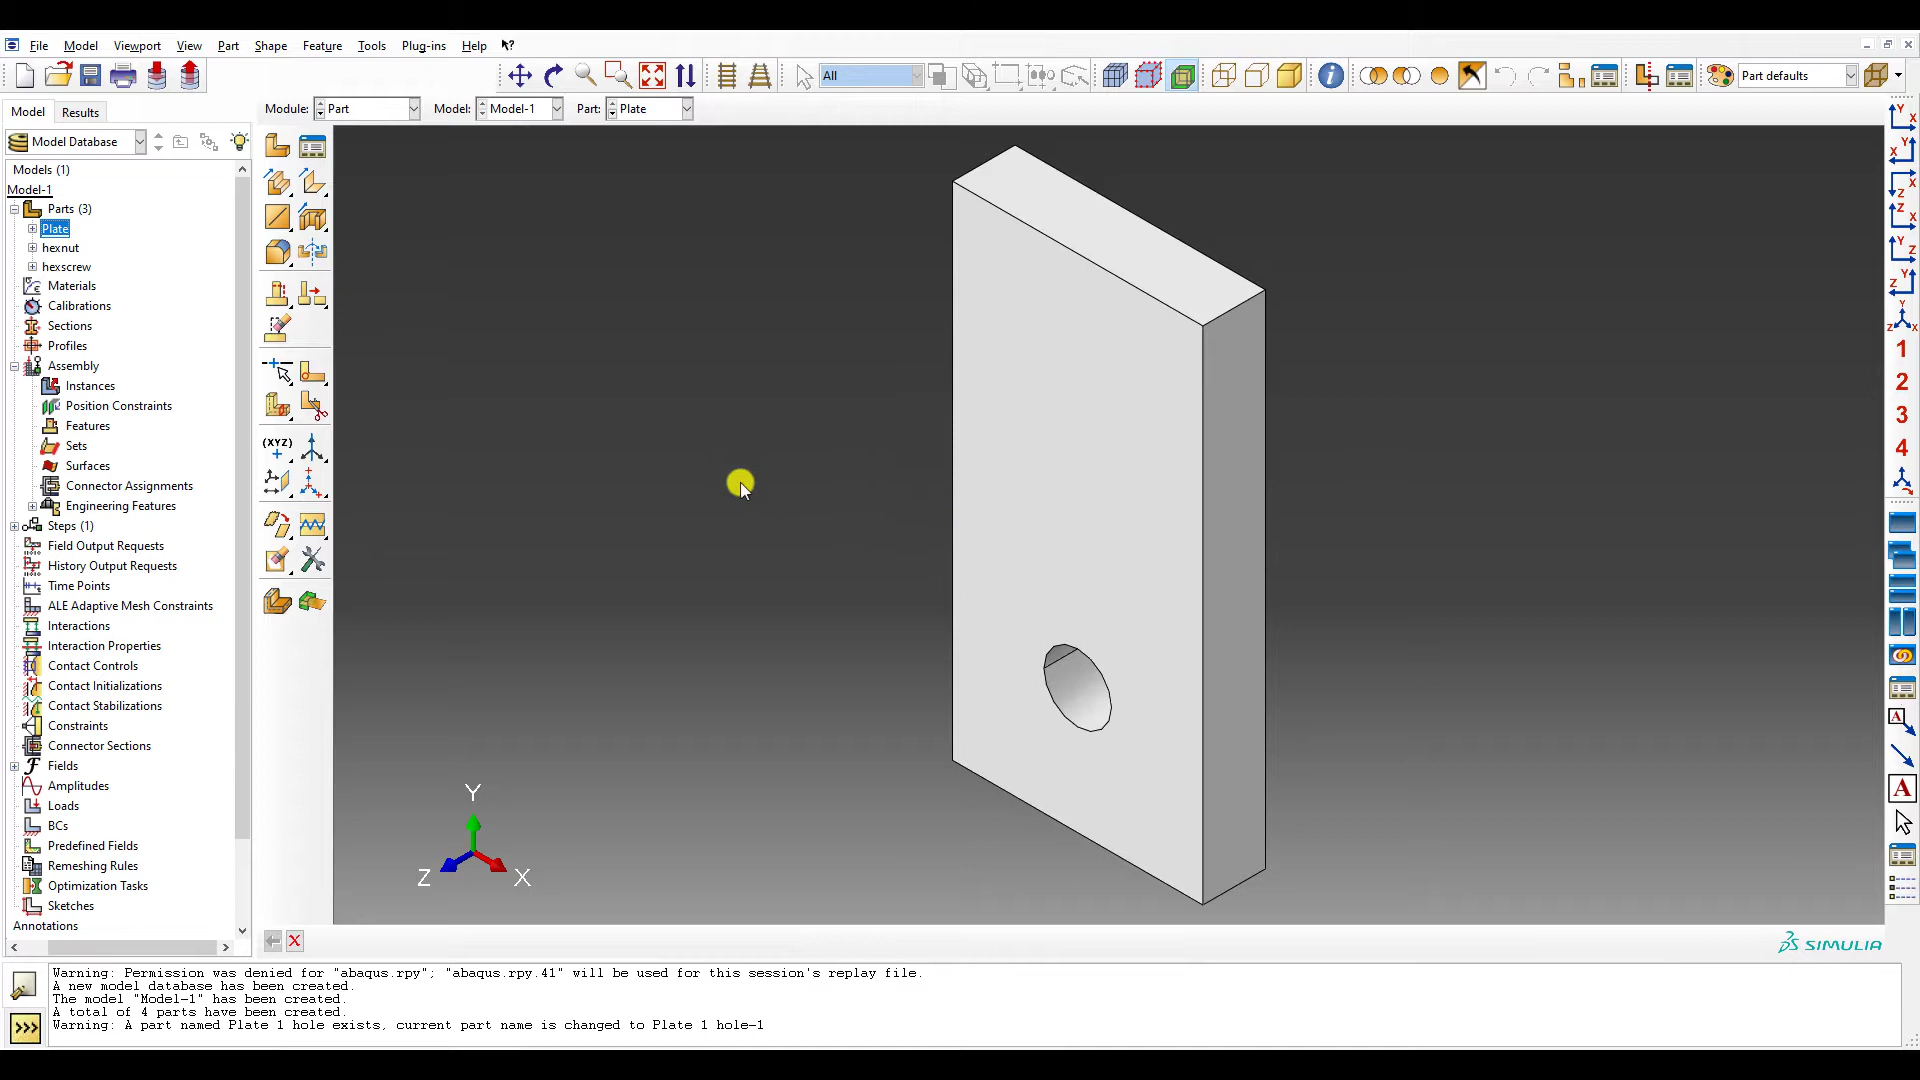 File Model Viewport View Part Shape Feature Tools Plug-ins Help
All
Part defaults
Model Results
Module: Part Model: Model-1 Part: Plate
Model Database
Models (1)
Model-1
Parts (3)
Plate
hexnut
hexscrew
Materials
Calibrations
Sections
Profiles
Assembly
Instances
Position Constraints
Features
Sets
Surfaces
Connector Assignments
Engineering Features
Steps (1)
Field Output Requests
History Output Requests
Time Points
ALE Adaptive Mesh Constraints
Interactions
Interaction Properties
Contact Controls
Contact Initializations
Contact Stabilizations
Constraints
Connector Sections
Fields
Amplitudes
Loads
BCs
Predefined Fields
Remeshing Rules
Optimization Tasks
Sketches
Annotations
(XYZ)
Y
Z X
1
2
3
4
A
A
SIMULIA
Warning: Permission was denied for "abaqus.rpy"; "abaqus.rpy.41" will be used for this session's replay file.
A new model database has been created.
The model "Model-1" has been created.
A total of 4 parts have been created.
Warning: A part named Plate 1 hole exists, current part name is changed to Plate 1 hole-1
>>>